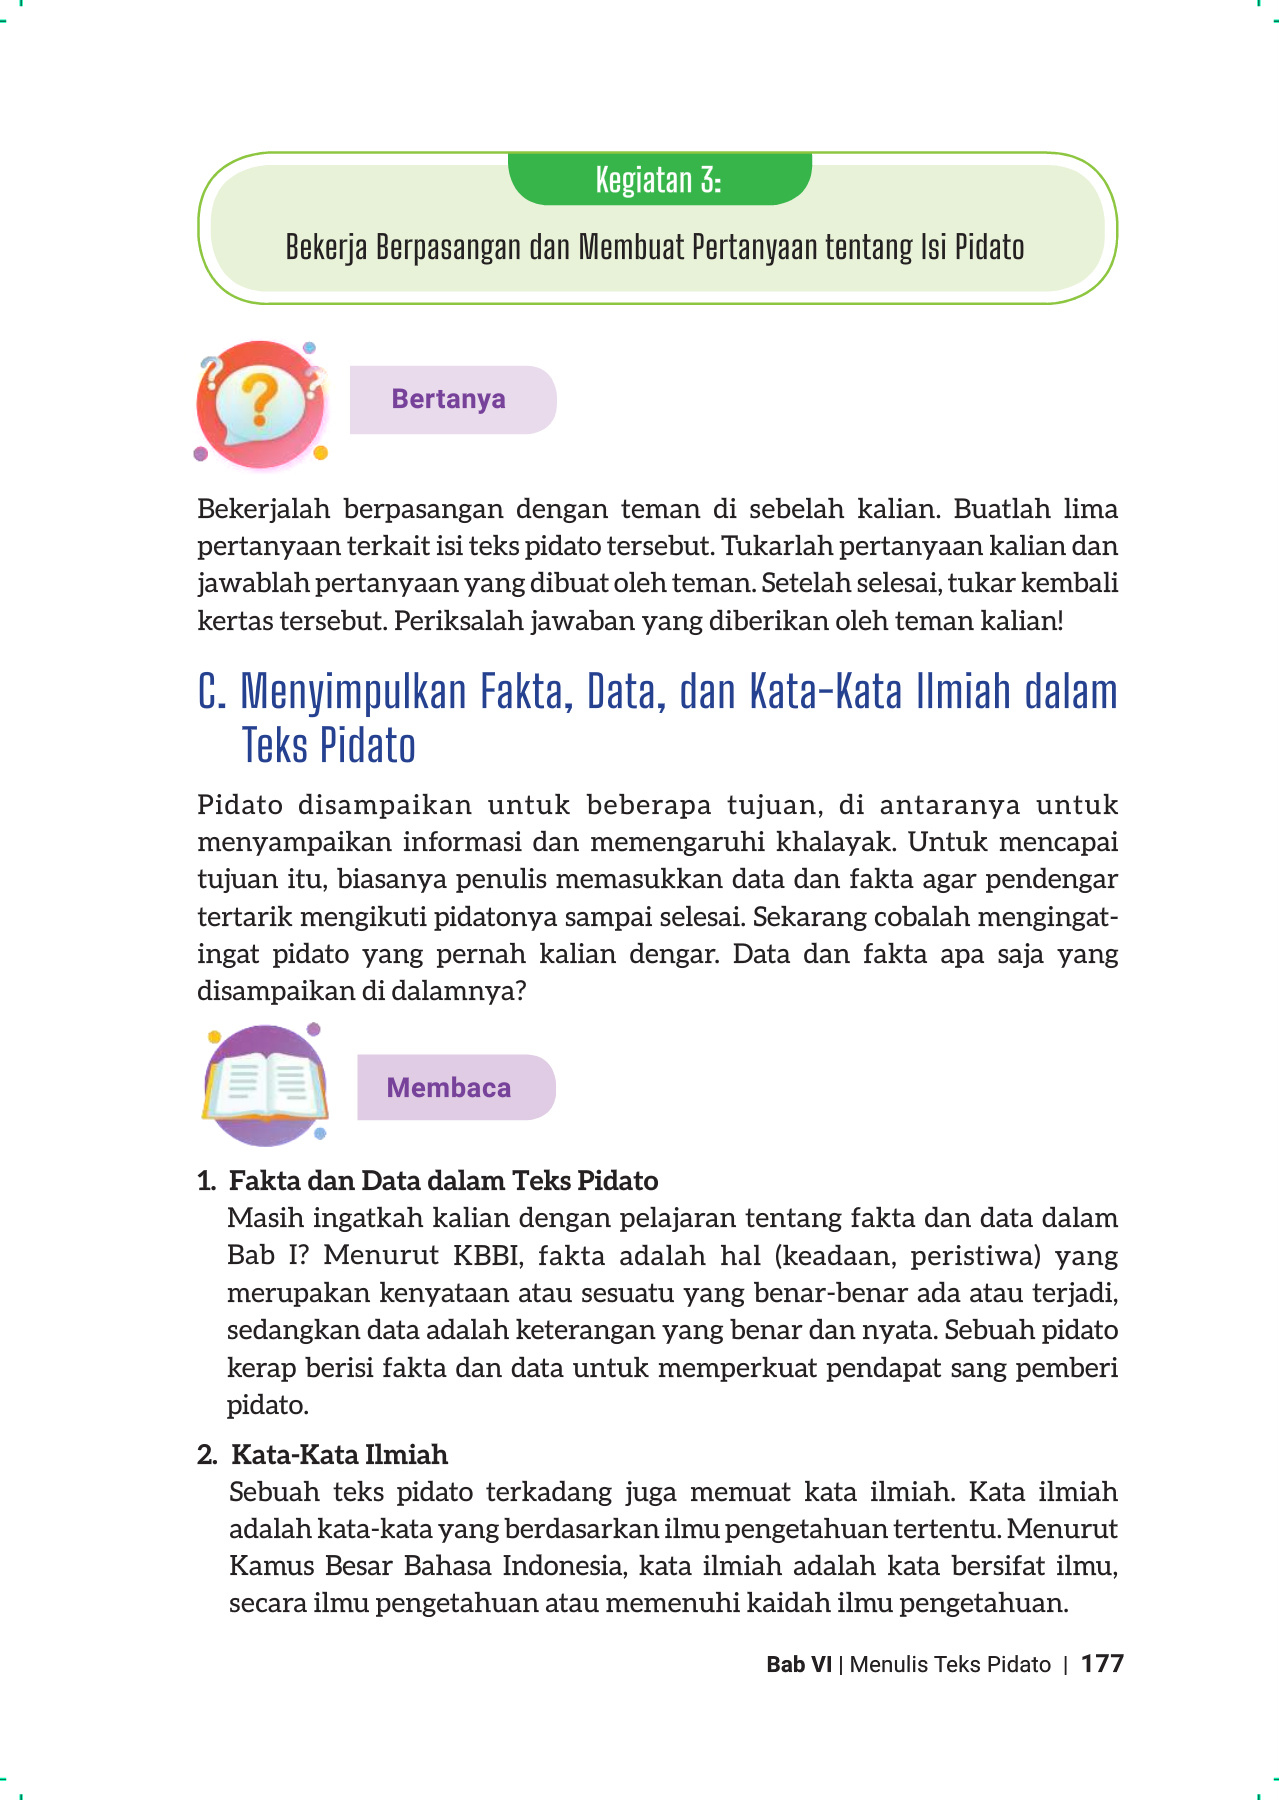 Kegiatan 3:
Bekerja Berpasangan dan Membuat Pertanyaan tentang Isi Pidato
Bertanya
Bekerjalah berpasangan dengan teman di sebelah kalian. Buatlah lima
pertanyaan terkait isi teks pidato tersebut. Tukarlah pertanyaan kalian dan
jawablah pertanyaan yang dibuat oleh teman. Setelah selesai, tukar kembali
kertas tersebut. Periksalah jawaban yang diberikan oleh teman kalian!
C. Menyimpulkan Fakta, Data, dan Kata-Kata Ilmiah dalam
Teks Pidato
Pidato disampaikan untuk beberapa tujuan, di antaranya untuk
menyampaikan informasi dan memengaruhi khalayak. Untuk mencapai
tujuan itu, biasanya penulis memasukkan data dan fakta agar pendengar
tertarik mengikuti pidatonya sampai selesai. Sekarang cobalah mengingat-
ingat pidato yang pernah kalian dengar. Data dan fakta apa saja yang
disampaikan di dalamnya?
Membaca
1. Fakta dan Data dalam Teks Pidato
Masih ingatkah kalian dengan pelajaran tentang fakta dan data dalam
Bab I? Menurut KBBI, fakta adalah hal (keadaan, peristiwa) yang
merupakan kenyataan atau sesuatu yang benar-benar ada atau terjadi,
sedangkan data adalah keterangan yang benar dan nyata. Sebuah pidato
kerap berisi fakta dan data untuk memperkuat pendapat sang pemberi
pidato.
2. Kata-Kata Ilmiah
Sebuah teks pidato terkadang juga memuat kata ilmiah. Kata ilmiah
adalah kata-kata yang berdasarkan ilmu pengetahuan tertentu. Menurut
Kamus Besar Bahasa Indonesia, kata ilmiah adalah kata bersifat ilmu,
secara ilmu pengetahuan atau memenuhi kaidah ilmu pengetahuan.
Bab VI | Menulis Teks Pidato | 177